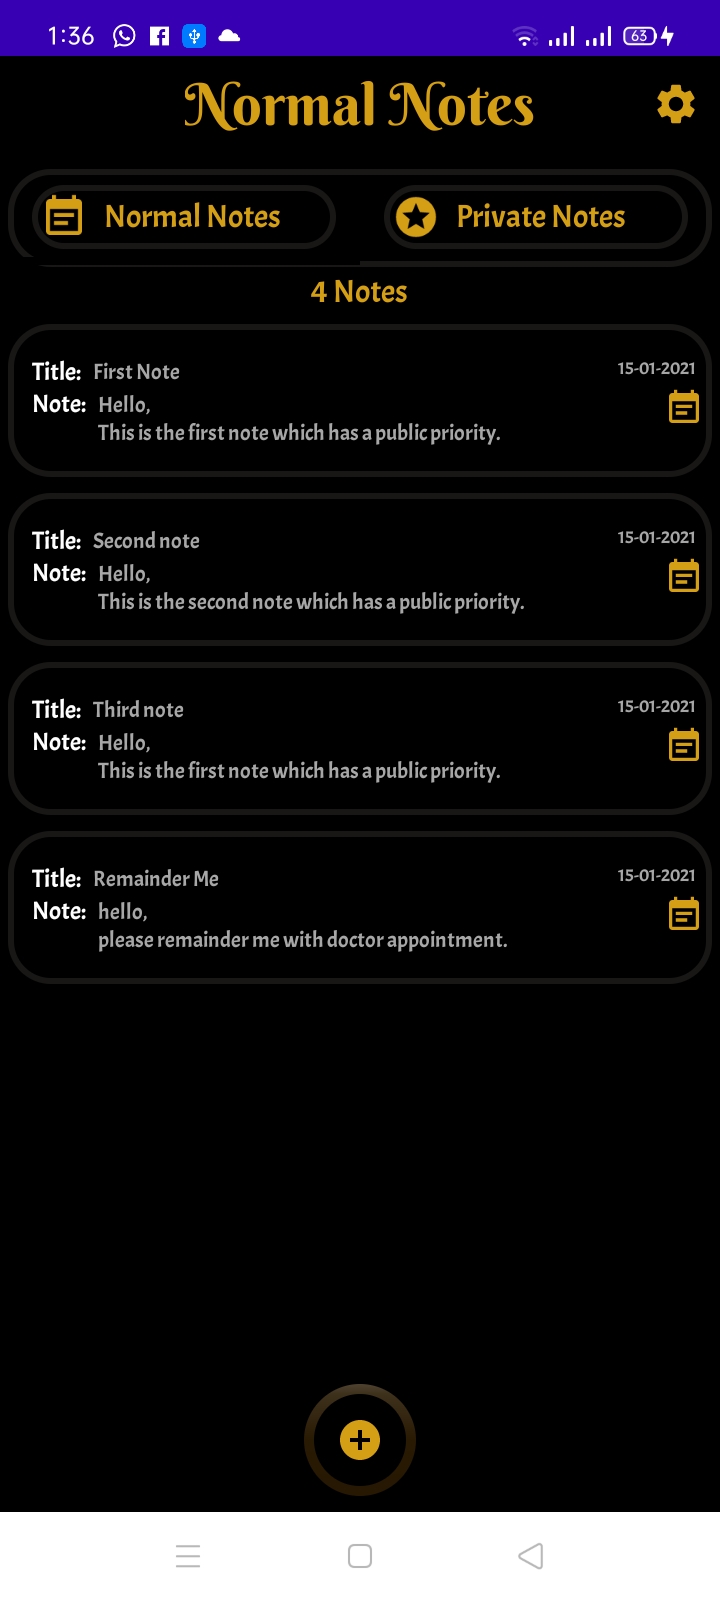 1:36
63
Normal Notes
Normal Notes
Private Notes
4 Notes
Title: First Note
15-01-2021
Note: Hello,
This is the first note which has a public priority.
Title: Second note
15-01-2021
Note: Hello,
This is the second note which has a public priority.
Title: Third note
15-01-2021
Note: Hello,
This is the first note which has a public priority.
Title: Remainder Me
15-01-2021
Note: hello,
please remainder me with doctor appointment.